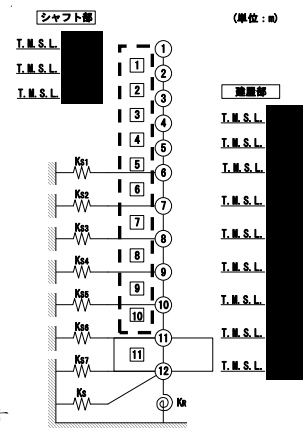 シャフト部
(単位:m)
T.M.S.L.
T.M.S.L.
T.M.S.L.
建屋部
T.M.S.L.
T.M.S.L.
T.M.S.L.
T.M.S.L.
T.M.S.L.
T.M.S.L.
T.M.S.L.
T.M.S.L.
1
2
3
4
5
6
7
8
9
10
11
12
1
2
3
4
5
6
7
8
9
10
11
KS1
KS2
KS3
KS4
KS5
KS6
KS7
KS
KR